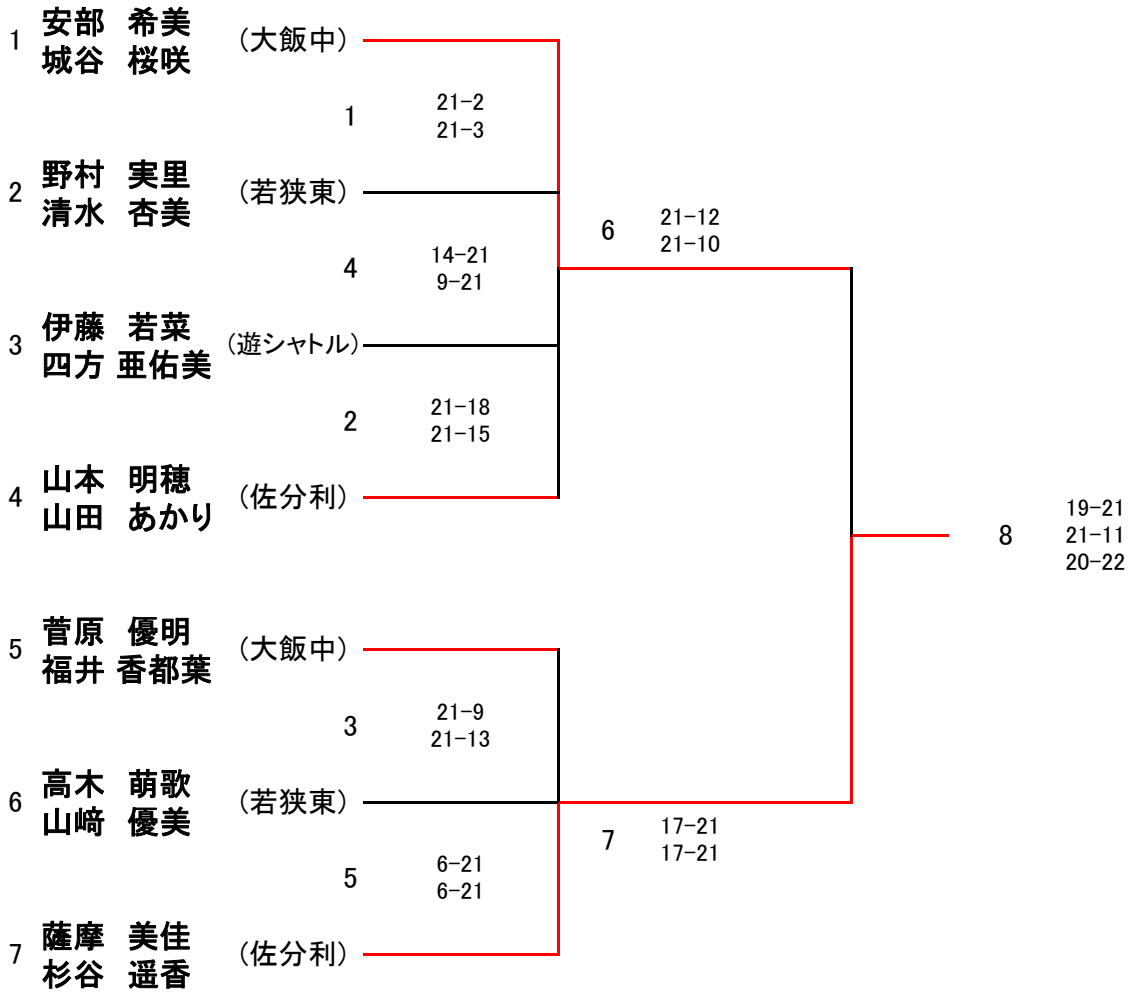 1 安部 希美 (大飯中)
城谷 桜咲
1 21-2
21-3
2 野村 実里 (若狭東)
清水 杏美
6 21-12
21-10
4 14-21
9-21
3 伊藤 若菜 (遊シャトル)
四方 亜佑美
2 21-18
21-15
4 山本 明穂 (佐分利)
山田 あかり
8 19-21
21-11
20-22
5 菅原 優明 (大飯中)
福井 香都葉
3 21-9
21-13
6 高木 萌歌 (若狭東)
山﨑 優美
7 17-21
17-21
5 6-21
6-21
7 薩摩 美佳 (佐分利)
杉谷 遥香